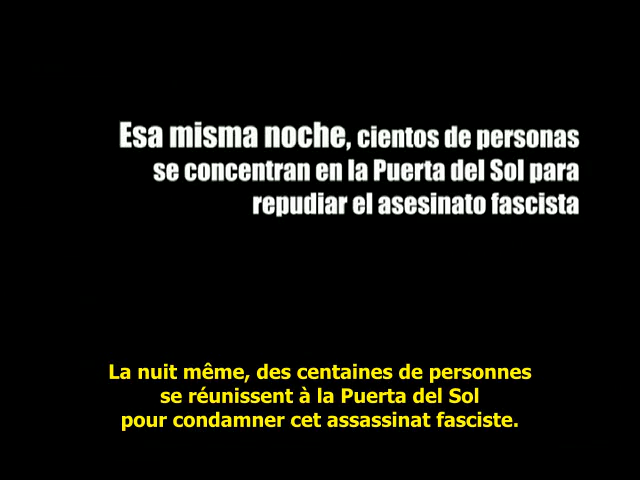 Esa misma noche, cientos de personas
se concentran en la Puerta del Sol para
repudiar el asesinato fascista
La nuit même, des centaines de personnes
se réunissent à la Puerta del Sol
pour condamner cet assassinat fasciste.